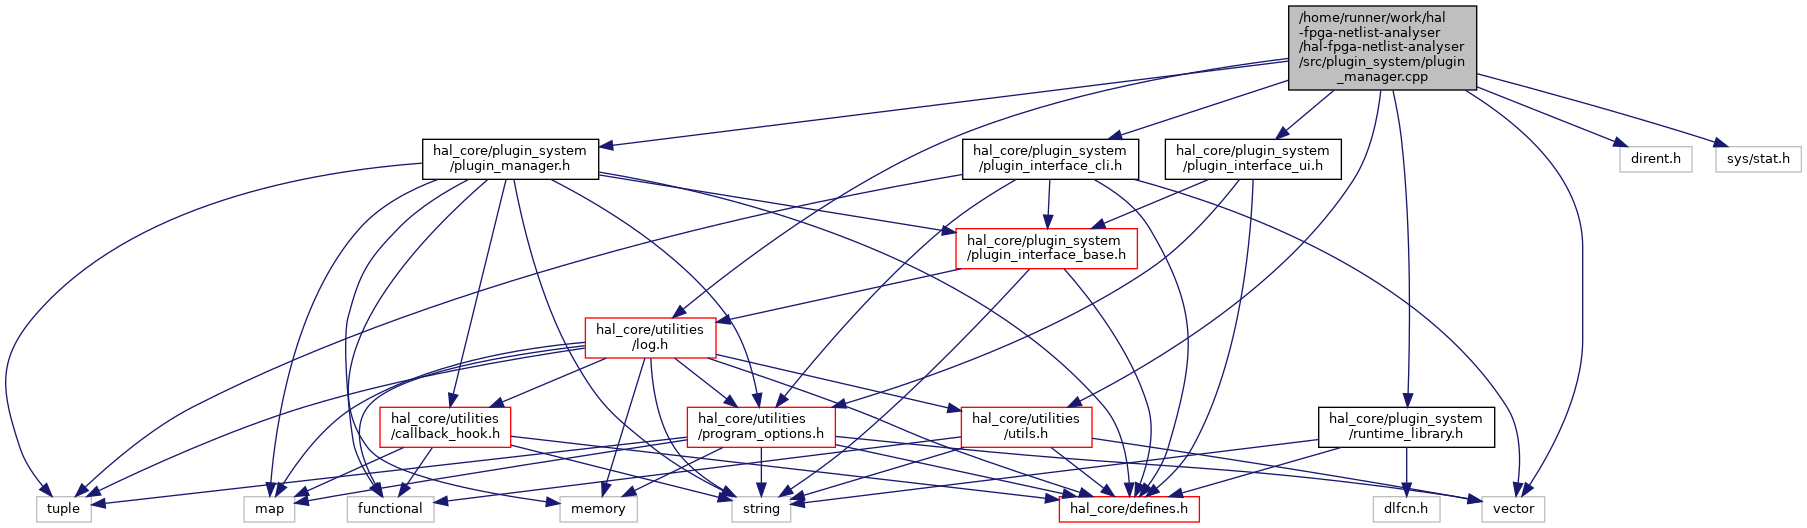 /home/runner/work/hal
-fpga-netlist-analyser
/hal-fpga-netlist-analyser
/src/plugin_system/plugin
_manager.cpp
hal_core/plugin_system
/plugin_manager.h
hal_core/plugin_system
/plugin_interface_cli.h
hal_core/plugin_system
/plugin_interface_ui.h
dirent.h
sys/stat.h
hal_core/plugin_system
/plugin_interface_base.h
hal_core/utilities
/log.h
hal_core/utilities
/callback_hook.h
hal_core/utilities
/program_options.h
hal_core/utilities
/utils.h
hal_core/plugin_system
/runtime_library.h
tuple
map
functional
memory
string
hal_core/defines.h
dlfcn.h
vector